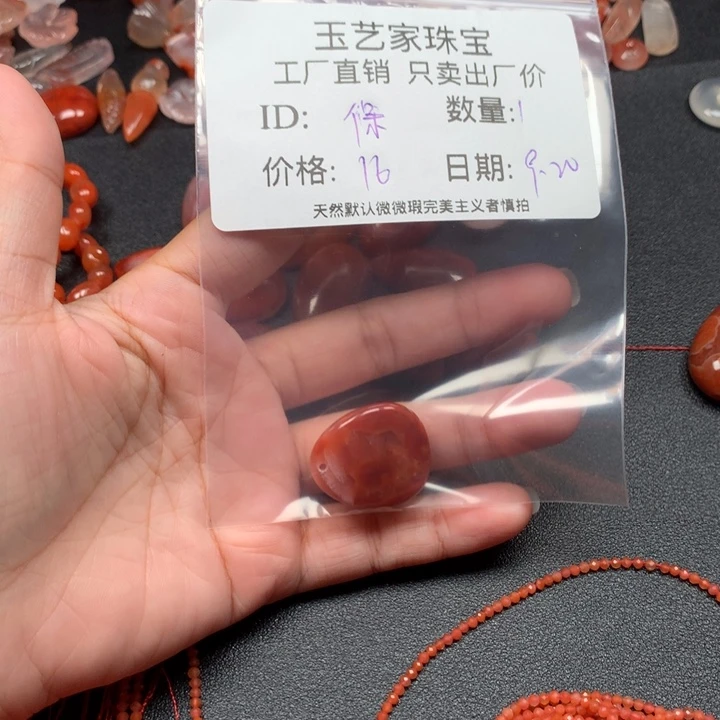 玉艺家珠宝
工厂直销 只卖出厂价
ID: 保 数量: 1
价格: 16 日期: 9.20
天然默认微微瑕完美主义者慎拍